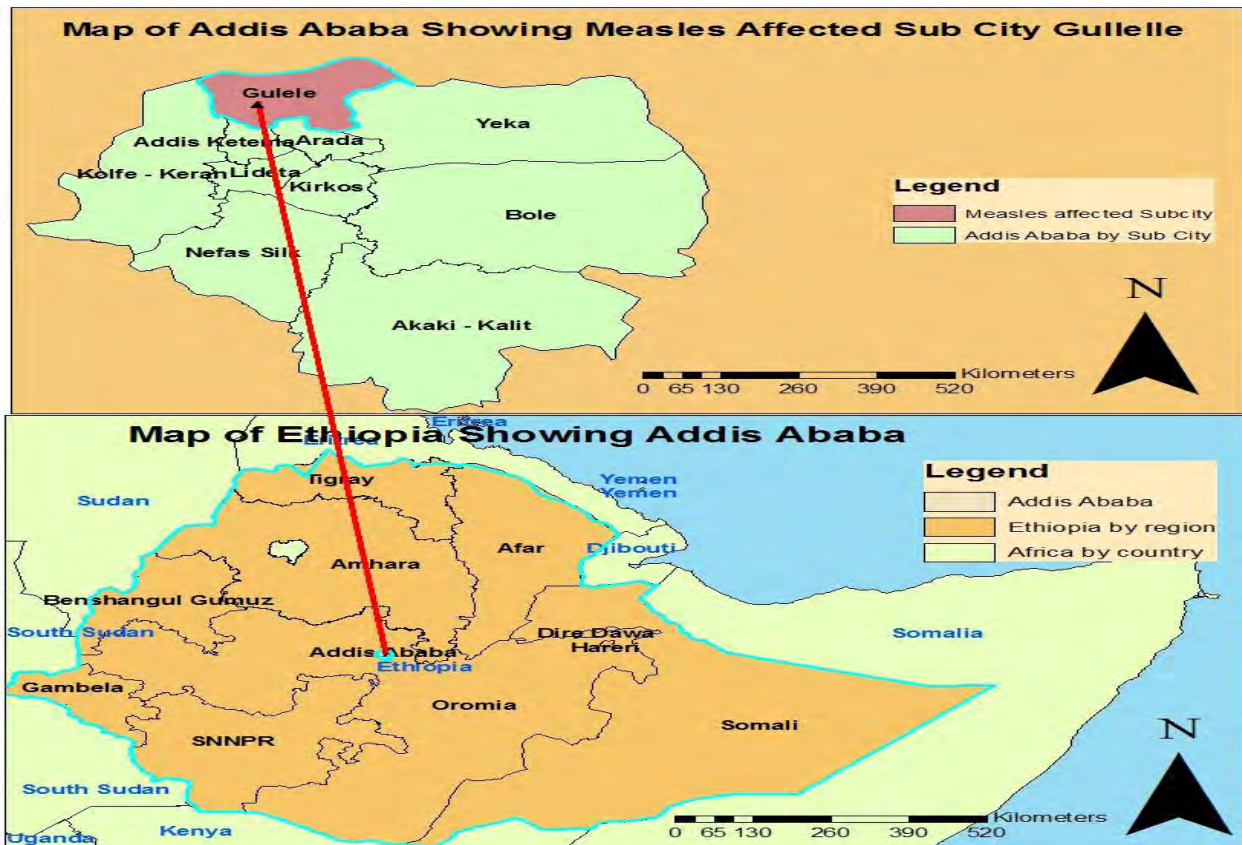 Map of Addis Ababa Showing Measles Affected Sub City Gullelle
Gulele
Yeka
Addis Ketema
Arada
Kolfe - Keran
Lideta
Kirkos
Bole
Nefas Silk
Akaki - Kalit
Legend
Measles affected Subcity
Addis Ababa by Sub City
N
Kilometers
0 65 130 260 390 520
Map of Ethiopia Showing Addis Ababa
Eritrea
Eritrea
Tigray
Sudan
Yemen
Yemen
Legend
Addis Ababa
Ethiopia by region
Africa by country
Afar
Djibouti
Amhara
Benshangul Gumuz
South Sudan
Dire Dawa
Hareri
Somalia
Addis Ababa
Ethiopia
Gambela
Oromia
Somali
SNNPR
N
South Sudan
Uganda
Kenya
Kilometers
0 65 130 260 390 520